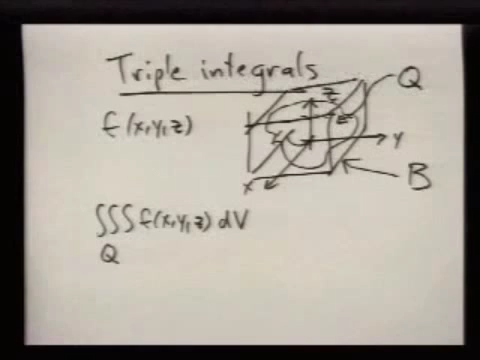 Triple integrals
f(x,y,z)
z
Q
y
x
B
∭ f(x,y,z) dV
Q